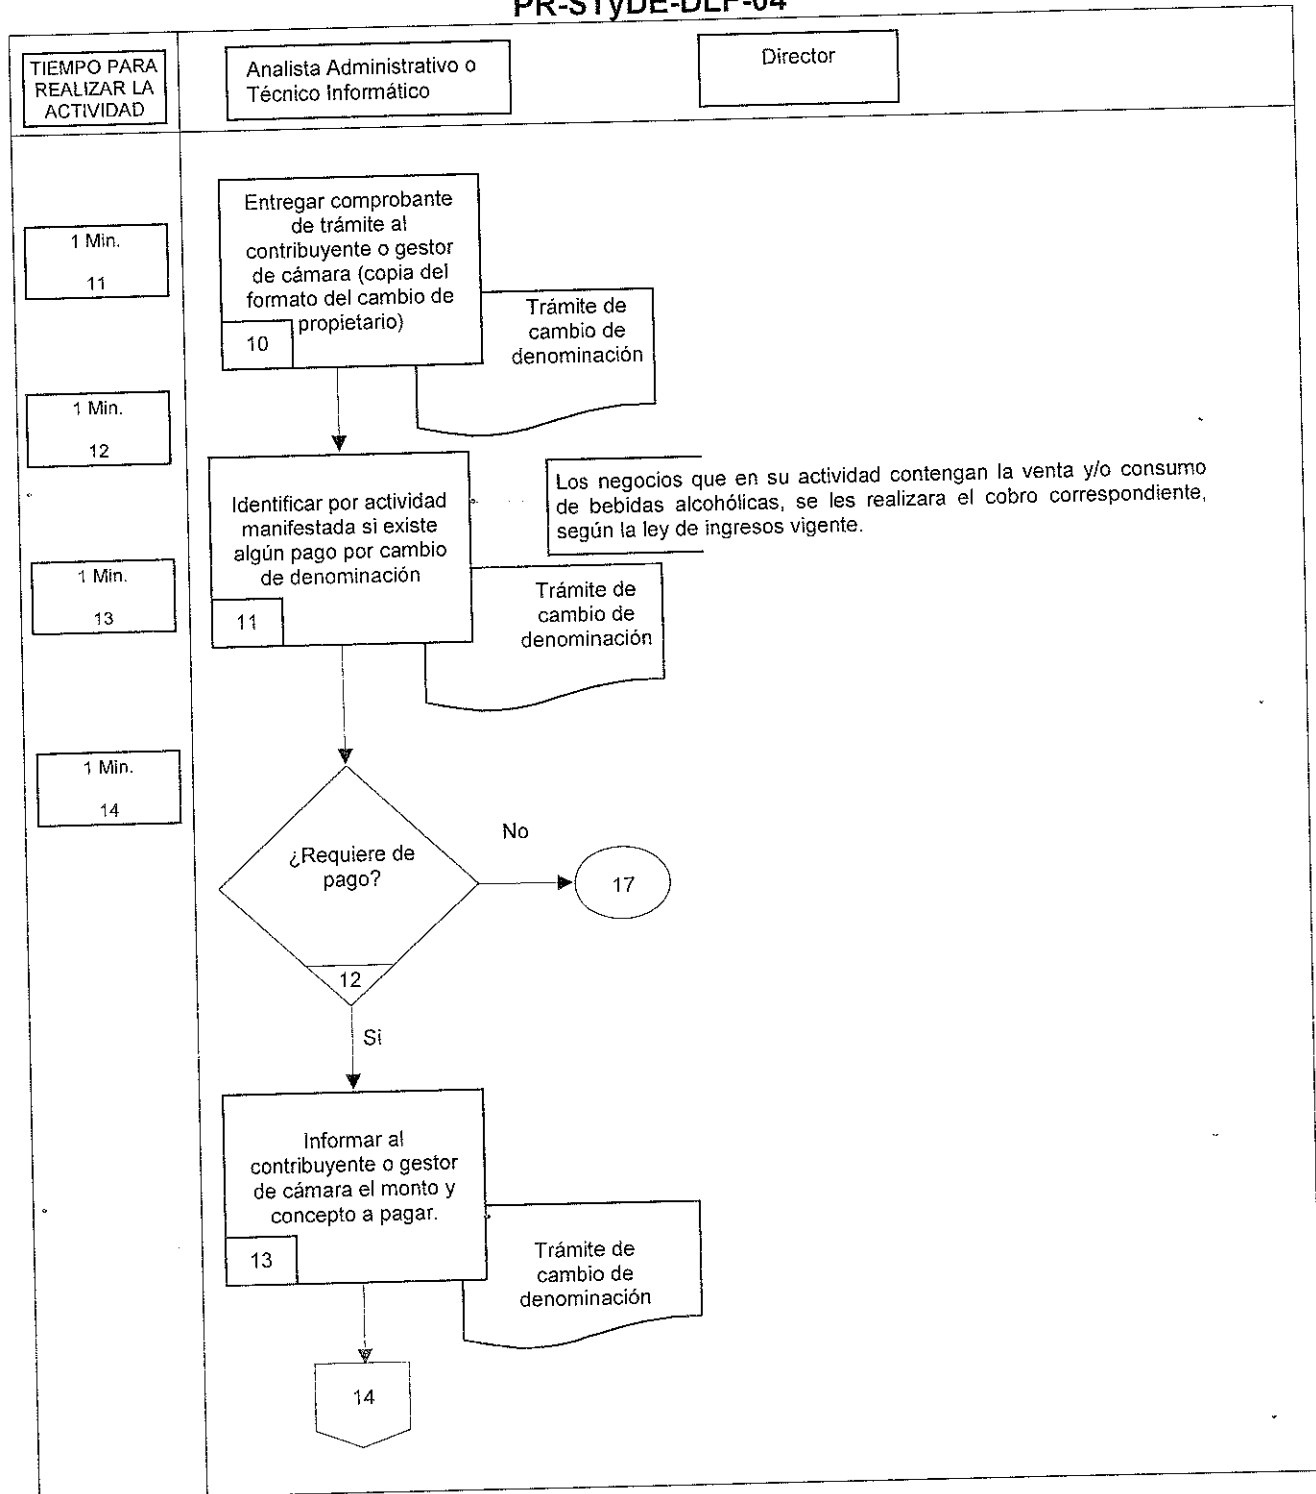 PR-STyDE-DLF-04
TIEMPO PARA
REALIZAR LA
ACTIVIDAD
Analista Administrativo o
Técnico Informático
Director
1 Min.
11
Entregar comprobante
de trámite al
contribuyente o gestor
de cámara (copia del
formato del cambio de
propietario)
10
Trámite de
cambio de
denominación
1 Min.
12
Identificar por actividad
manifestada si existe
algún pago por cambio
de denominación
11
Los negocios que en su actividad contengan la venta y/o consumo
de bebidas alcohólicas, se les realizara el cobro correspondiente,
según la ley de ingresos vigente.
Trámite de
cambio de
denominación
1 Min.
13
1 Min.
14
¿Requiere de
pago?
12
No
17
Si
Informar al
contribuyente o gestor
de cámara el monto y
concepto a pagar.
13
Trámite de
cambio de
denominación
14